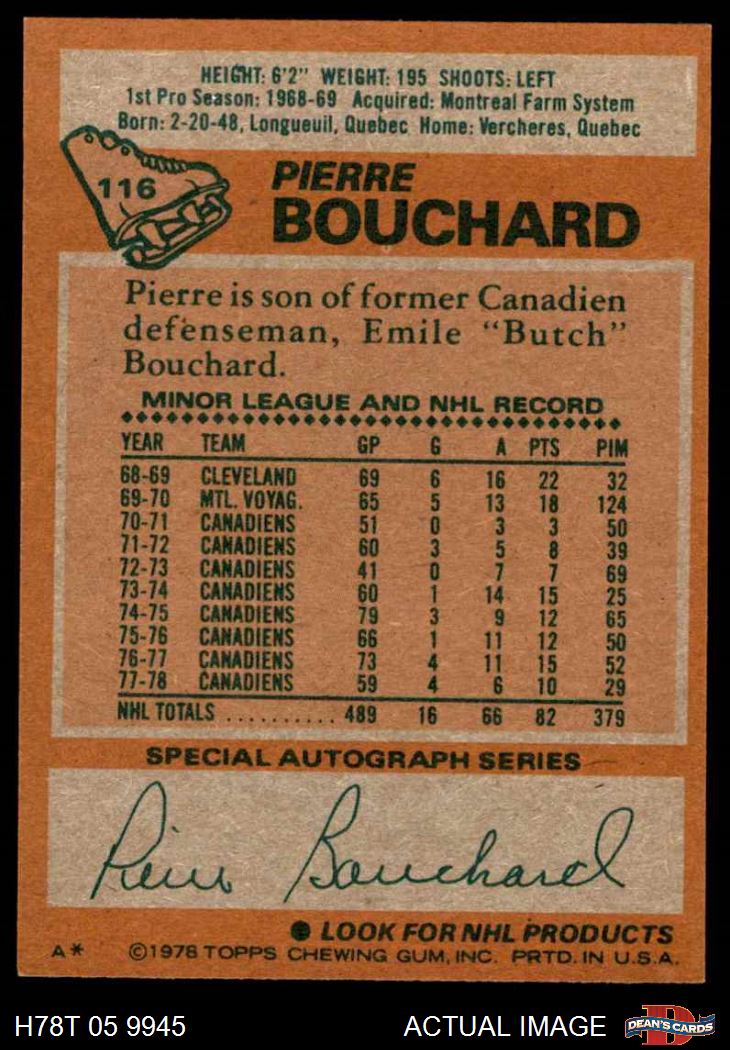 HEIGHT: 6'2" WEIGHT: 195 SHOOTS: LEFT
1st Pro Season: 1968-69 Acquired: Montreal Farm System
Born: 2-20-48, Longueuil, Quebec Home: Vercheres, Quebec
116
PIERRE
BOUCHARD
Pierre is son of former Canadien
defenseman, Emile "Butch"
Bouchard.
MINOR LEAGUE AND NHL RECORD
YEAR TEAM GP G A PTS PIM
68-69 CLEVELAND 69 6 16 22 32
69-70 MTL. VOYAG. 65 5 13 18 124
70-71 CANADIENS 51 0 3 3 50
71-72 CANADIENS 60 3 5 8 39
72-73 CANADIENS 41 0 7 7 69
73-74 CANADIENS 60 1 14 15 25
74-75 CANADIENS 79 3 9 12 65
75-76 CANADIENS 66 1 11 12 50
76-77 CANADIENS 73 4 11 15 52
77-78 CANADIENS 59 4 6 10 29
NHL TOTALS .......... 489 16 66 82 379
SPECIAL AUTOGRAPH SERIES
Pierre Bouchard
LOOK FOR NHL PRODUCTS
A* ©1978 TOPPS CHEWING GUM, INC. PRTD. IN U.S.A.
H78T 05 9945 ACTUAL IMAGE D DEAN'S CARDS